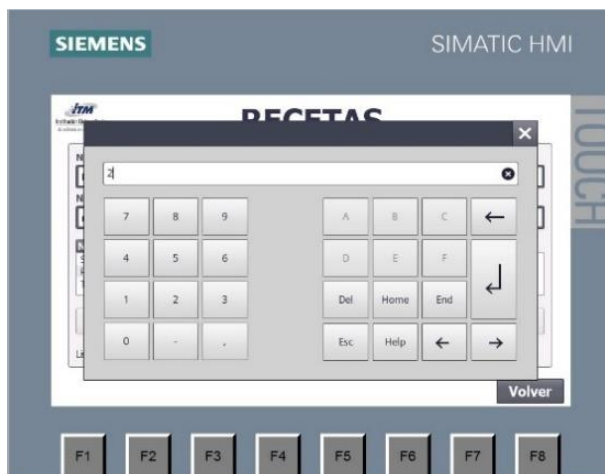 SIEMENS
SIMATIC HMI
TOUCH
ITM
RECETAS
2
7 8 9 A B C ←
4 5 6 D E F
1 2 3 Del Home End
0 - , Esc Help ← →
Volver
F1 F2 F3 F4 F5 F6 F7 F8